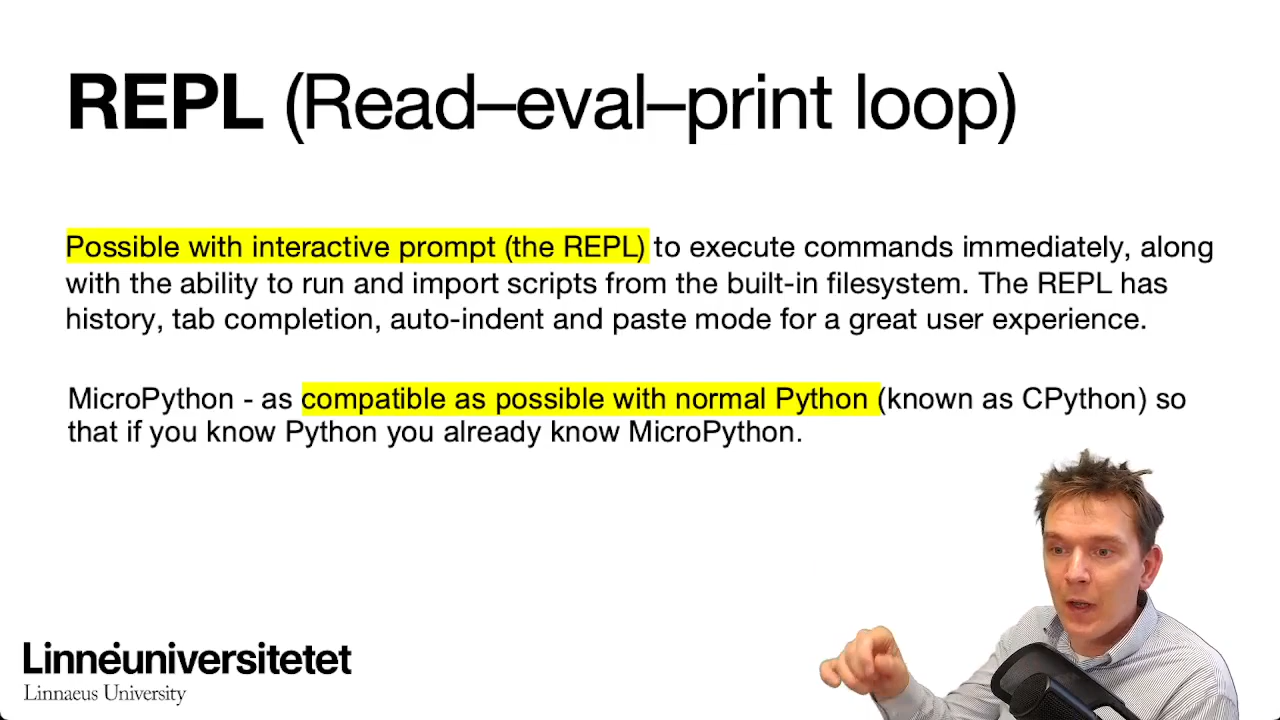 REPL (Read–eval–print loop)
Possible with interactive prompt (the REPL) to execute commands immediately, along
with the ability to run and import scripts from the built-in filesystem. The REPL has
history, tab completion, auto-indent and paste mode for a great user experience.
MicroPython - as compatible as possible with normal Python (known as CPython) so
that if you know Python you already know MicroPython.
Linnéuniversitetet
Linnaeus University